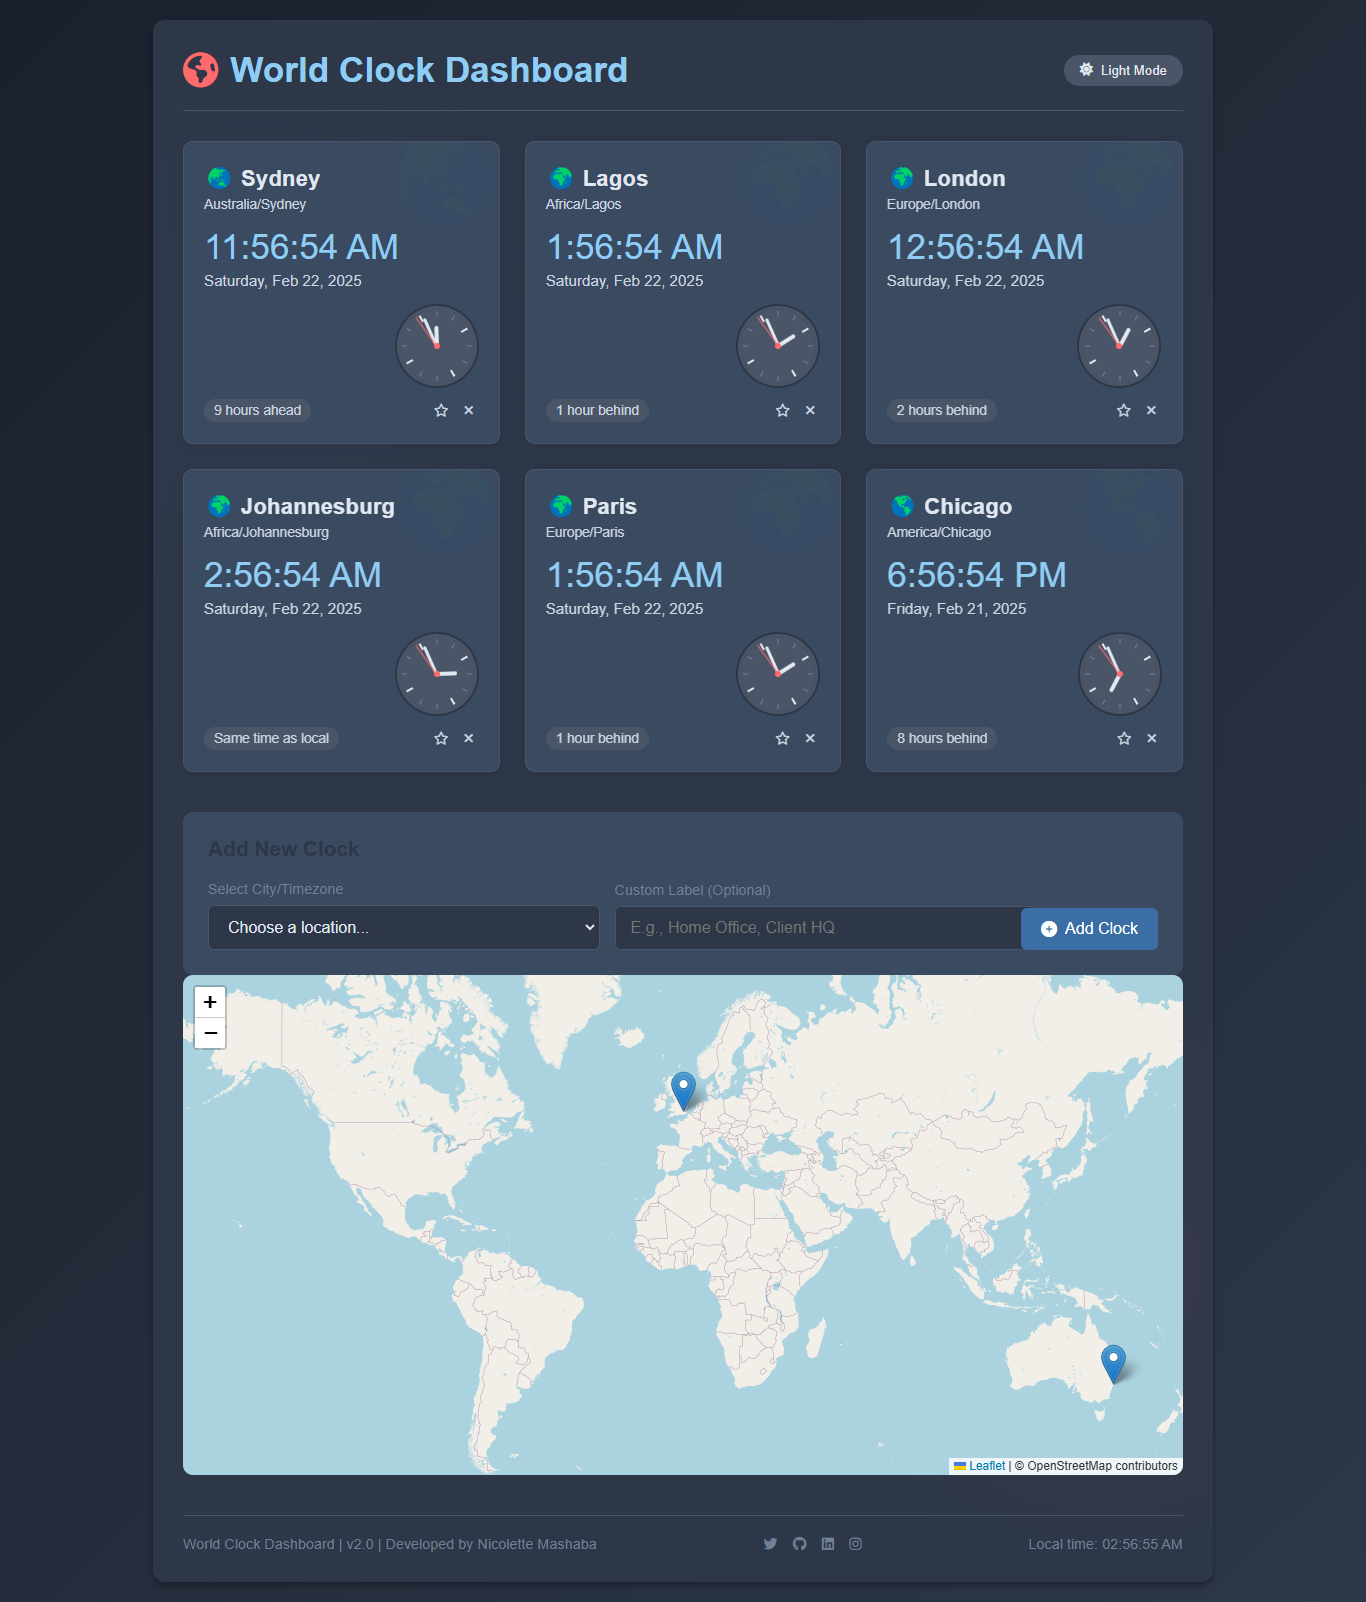 World Clock Dashboard
Light Mode
Sydney
Australia/Sydney
11:56:54 AM
Saturday, Feb 22, 2025
9 hours ahead
Lagos
Africa/Lagos
1:56:54 AM
Saturday, Feb 22, 2025
1 hour behind
London
Europe/London
12:56:54 AM
Saturday, Feb 22, 2025
2 hours behind
Johannesburg
Africa/Johannesburg
2:56:54 AM
Saturday, Feb 22, 2025
Same time as local
Paris
Europe/Paris
1:56:54 AM
Saturday, Feb 22, 2025
1 hour behind
Chicago
America/Chicago
6:56:54 PM
Friday, Feb 21, 2025
8 hours behind
Add New Clock
Select City/Timezone
Choose a location...
Custom Label (Optional)
E.g., Home Office, Client HQ
Add Clock
+
−
Leaflet | © OpenStreetMap contributors
World Clock Dashboard | v2.0 | Developed by Nicolette Mashaba
Local time: 02:56:55 AM